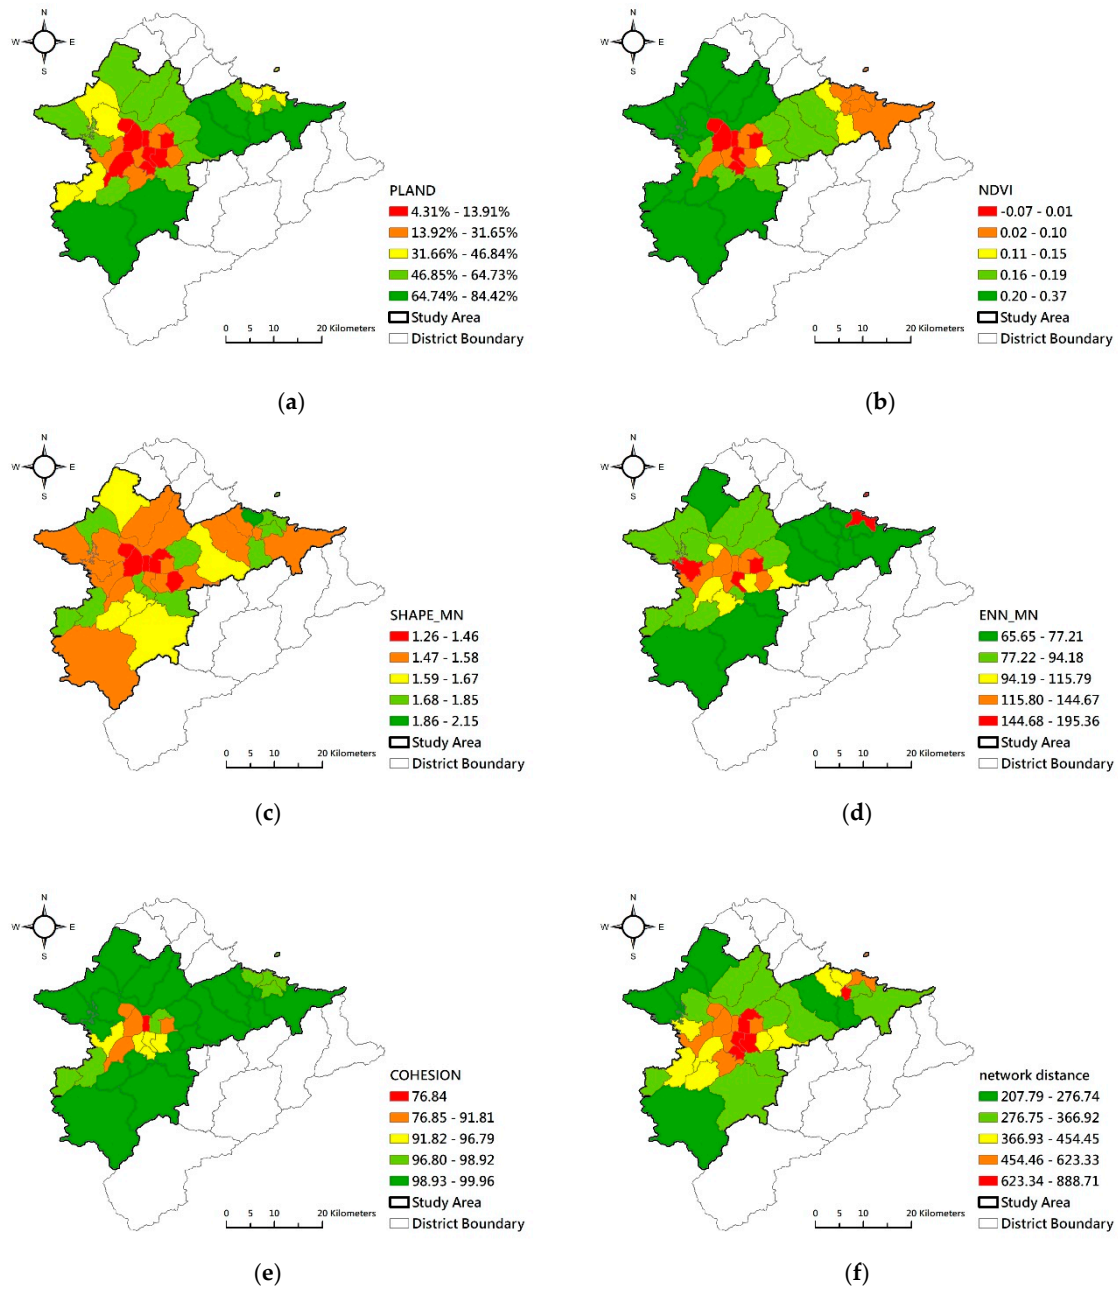 N
W E
S
PLAND
4.31% - 13.91%
13.92% - 31.65%
31.66% - 46.84%
46.85% - 64.73%
64.74% - 84.42%
Study Area
District Boundary
0 5 10 20 Kilometers
(a)
N
W E
S
NDVI
-0.07 - 0.01
0.02 - 0.10
0.11 - 0.15
0.16 - 0.19
0.20 - 0.37
Study Area
District Boundary
0 5 10 20 Kilometers
(b)
N
W E
S
SHAPE_MN
1.26 - 1.46
1.47 - 1.58
1.59 - 1.67
1.68 - 1.85
1.86 - 2.15
Study Area
District Boundary
0 5 10 20 Kilometers
(c)
N
W E
S
ENN_MN
65.65 - 77.21
77.22 - 94.18
94.19 - 115.79
115.80 - 144.67
144.68 - 195.36
Study Area
District Boundary
0 5 10 20 Kilometers
(d)
N
W E
S
COHESION
76.84
76.85 - 91.81
91.82 - 96.79
96.80 - 98.92
98.93 - 99.96
Study Area
District Boundary
0 5 10 20 Kilometers
(e)
N
W E
S
network distance
207.79 - 276.74
276.75 - 366.92
366.93 - 454.45
454.46 - 623.33
623.34 - 888.71
Study Area
District Boundary
0 5 10 20 Kilometers
(f)